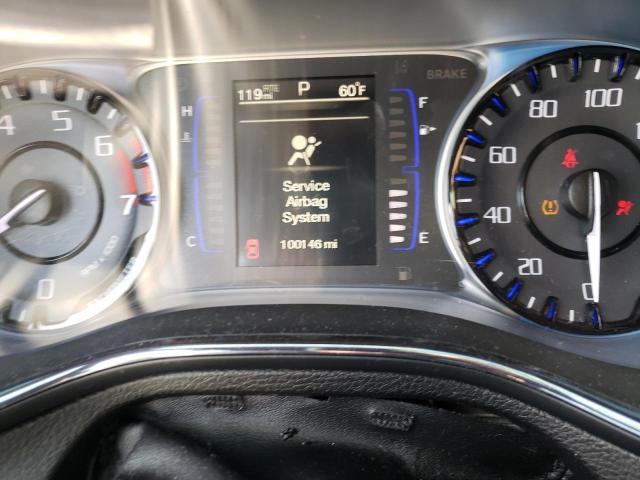 BRAKE
119mi P 60°F
H F
4 5 6 7
Service
Airbag
System
C E
100146 mi
0
0 20 40 60 80 100